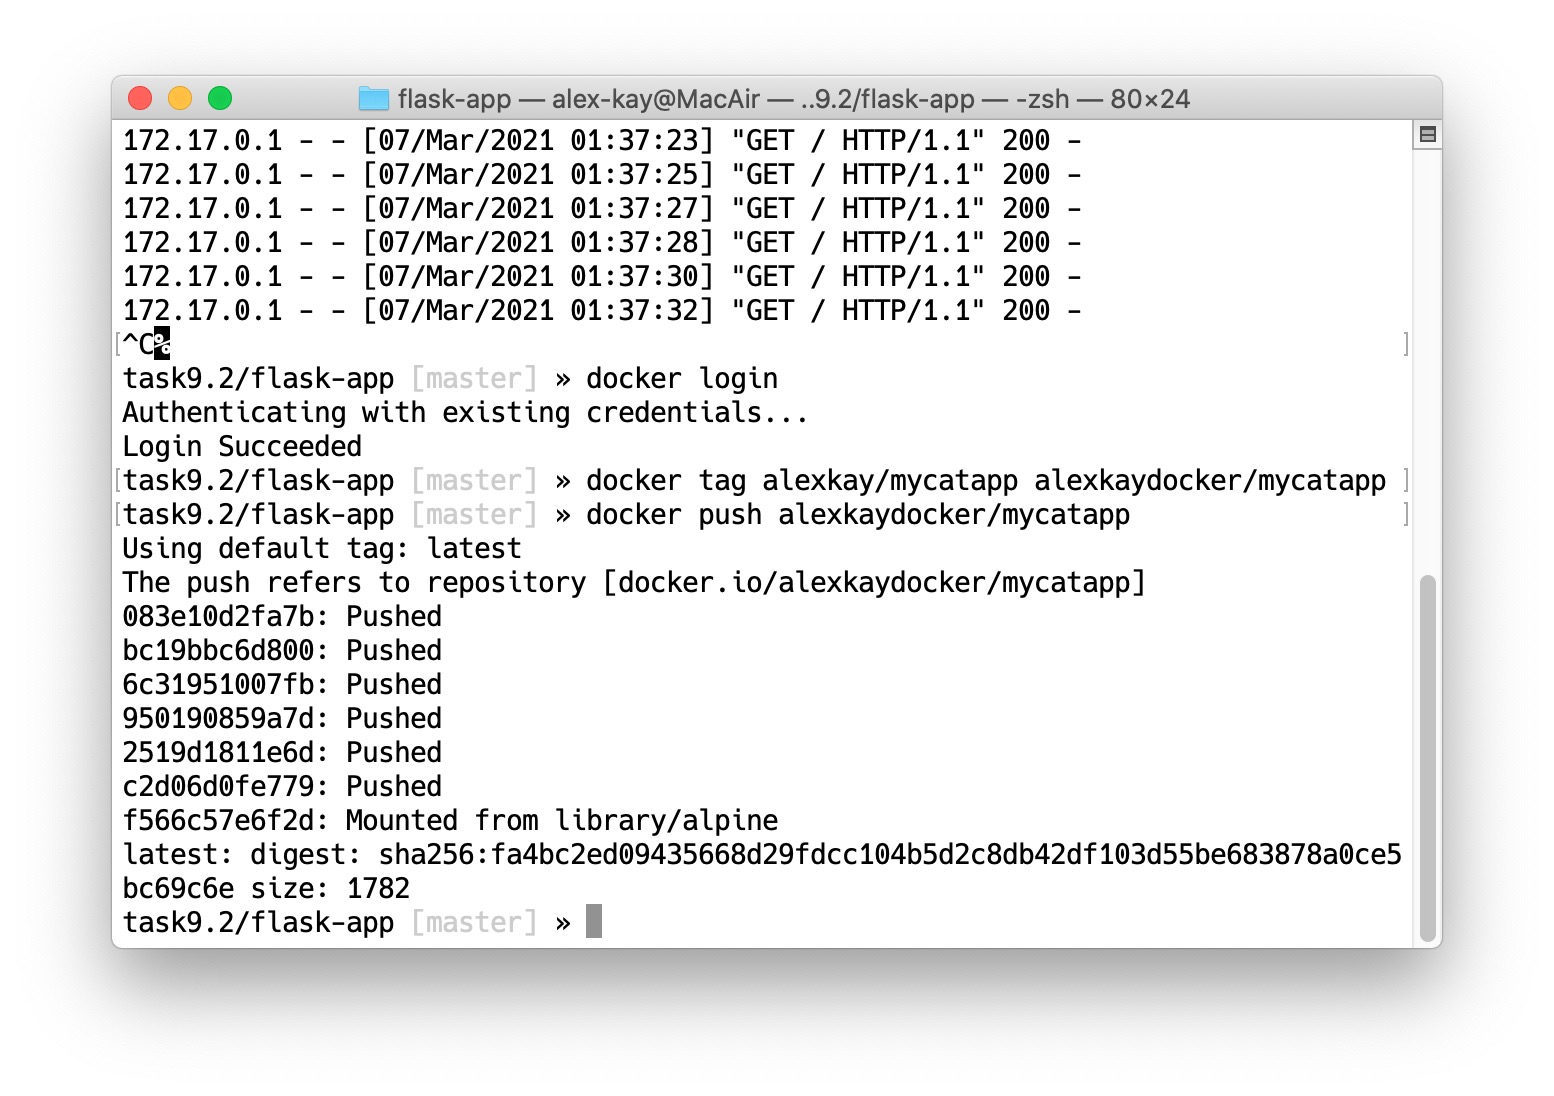 flask-app — alex-kay@MacAir — ..9.2/flask-app — -zsh — 80×24
172.17.0.1 - - [07/Mar/2021 01:37:23] "GET / HTTP/1.1" 200 -
172.17.0.1 - - [07/Mar/2021 01:37:25] "GET / HTTP/1.1" 200 -
172.17.0.1 - - [07/Mar/2021 01:37:27] "GET / HTTP/1.1" 200 -
172.17.0.1 - - [07/Mar/2021 01:37:28] "GET / HTTP/1.1" 200 -
172.17.0.1 - - [07/Mar/2021 01:37:30] "GET / HTTP/1.1" 200 -
172.17.0.1 - - [07/Mar/2021 01:37:32] "GET / HTTP/1.1" 200 -
^C%
task9.2/flask-app [master] » docker login
Authenticating with existing credentials...
Login Succeeded
task9.2/flask-app [master] » docker tag alexkay/mycatapp alexkaydocker/mycatapp
task9.2/flask-app [master] » docker push alexkaydocker/mycatapp
Using default tag: latest
The push refers to repository [docker.io/alexkaydocker/mycatapp]
083e10d2fa7b: Pushed
bc19bbc6d800: Pushed
6c31951007fb: Pushed
950190859a7d: Pushed
2519d1811e6d: Pushed
c2d06d0fe779: Pushed
f566c57e6f2d: Mounted from library/alpine
latest: digest: sha256:fa4bc2ed09435668d29fdcc104b5d2c8db42df103d55be683878a0ce5
bc69c6e size: 1782
task9.2/flask-app [master] »